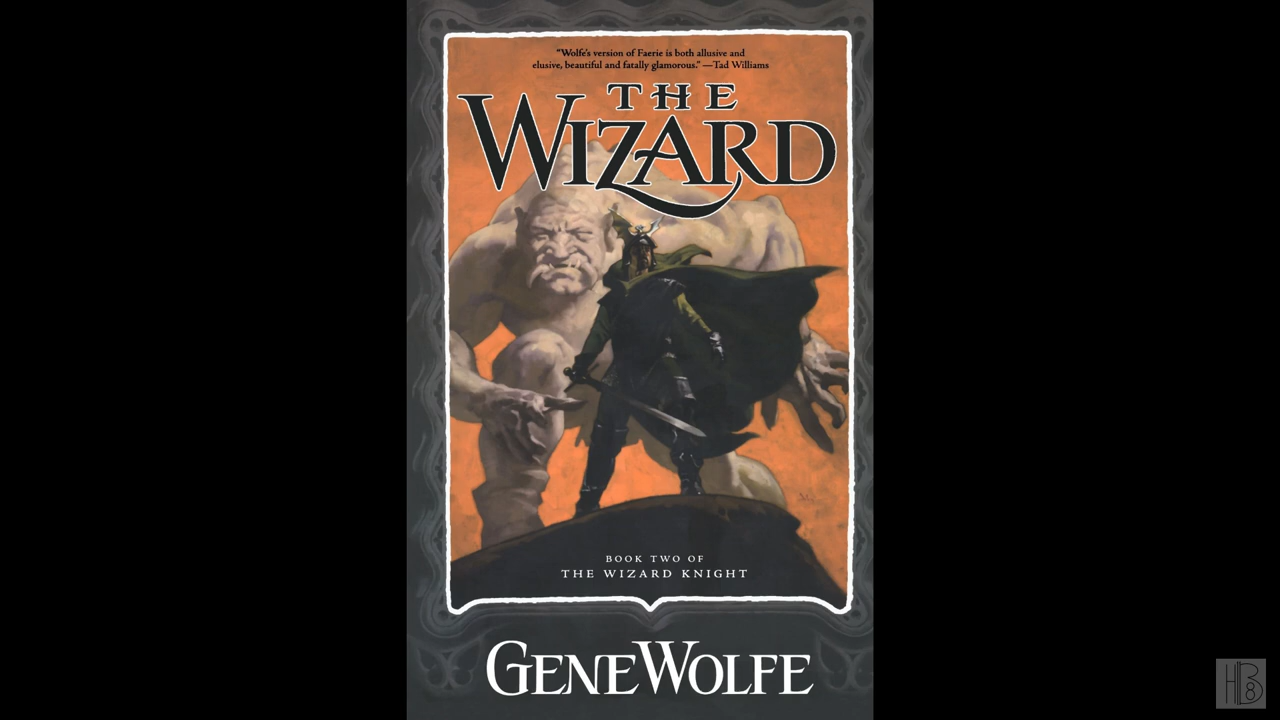 “Wolfe’s version of Faerie is both allusive and
elusive, beautiful and fatally glamorous.” —Tad Williams
THE
WIZARD
BOOK TWO OF
THE WIZARD KNIGHT
GENE WOLFE
HB8